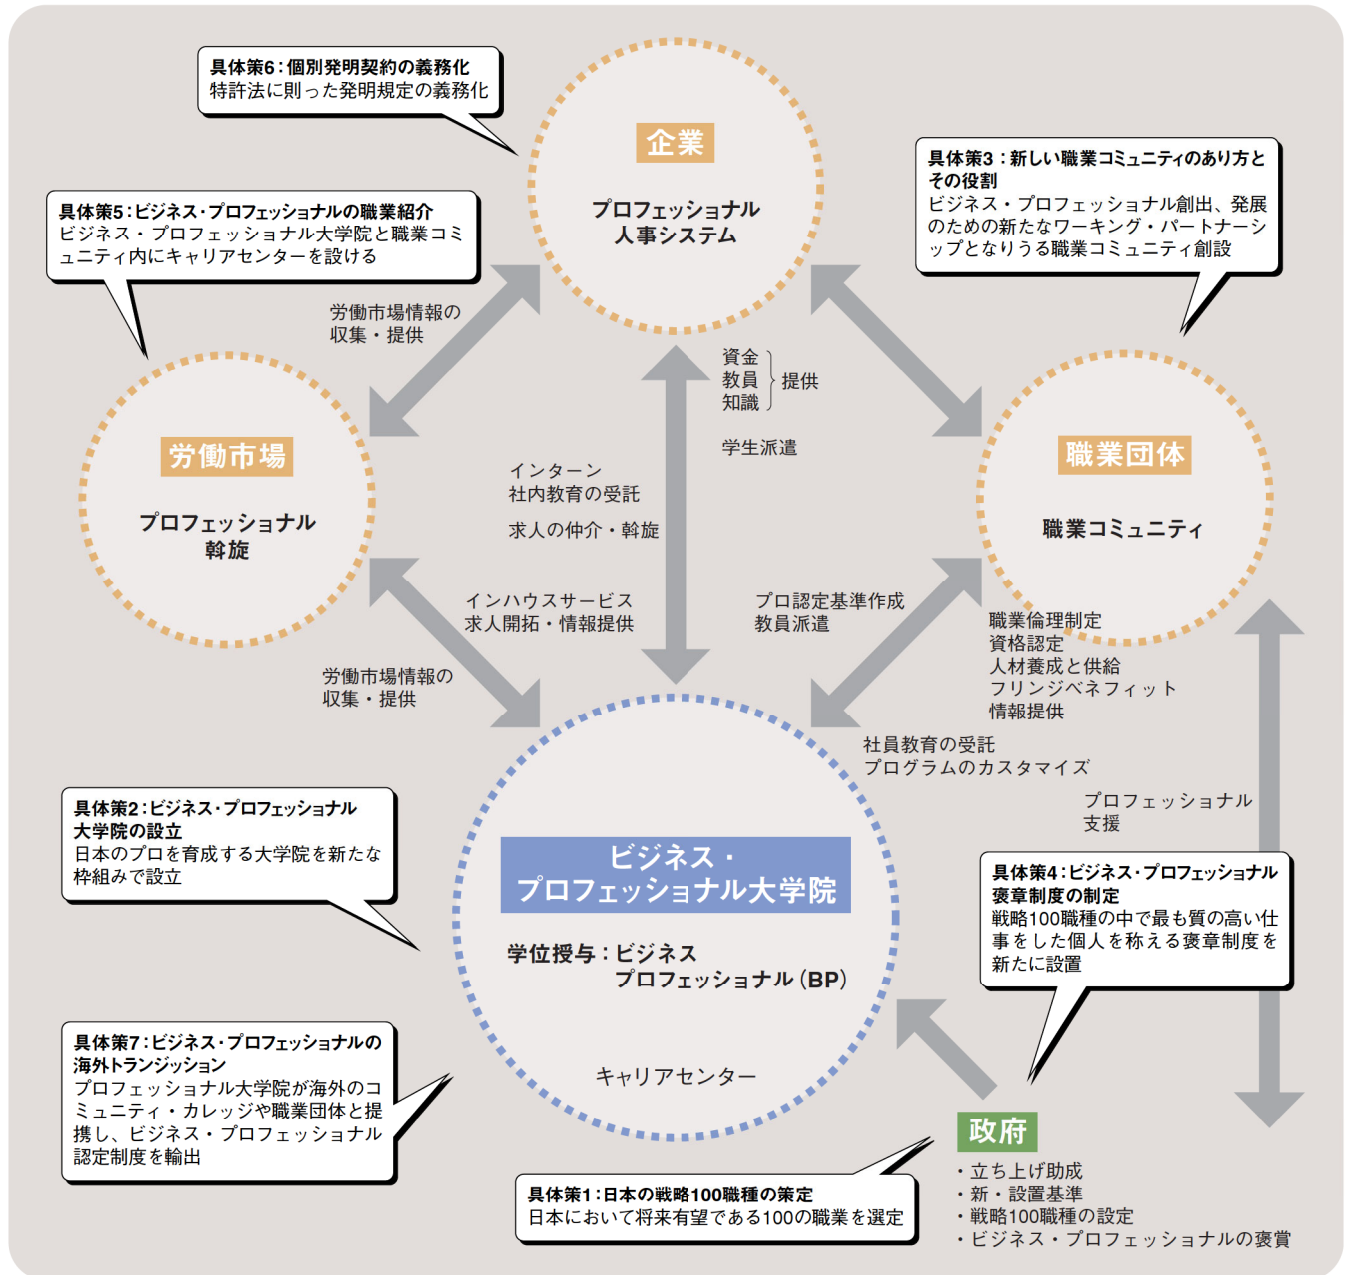 具体策6：個別発明契約の義務化
特許法に則った発明規定の義務化
企業
プロフェッショナル
人事システム
具体策3：新しい職業コミュニティのあり方と
その役割
ビジネス・プロフェッショナル創出、発展
のための新たなワーキング・パートナーシ
ップとなりうる職業コミュニティ創設
具体策5：ビジネス・プロフェッショナルの職業紹介
ビジネス・プロフェッショナル大学院と職業コミ
ュニティ内にキャリアセンターを設ける
労働市場情報の
収集・提供
資金
教員
知識
提供
学生派遣
労働市場
プロフェッショナル
斡旋
インターン
社内教育の受託
求人の仲介・斡旋
職業団体
職業コミュニティ
インハウスサービス
求人開拓・情報提供
プロ認定基準作成
教員派遣
職業倫理制定
資格認定
人材養成と供給
フリンジベネフィット
情報提供
労働市場情報の
収集・提供
社員教育の受託
プログラムのカスタマイズ
プロフェッショナル
支援
具体策2：ビジネス・プロフェッショナル
大学院の設立
日本のプロを育成する大学院を新たな
枠組みで設立
ビジネス・
プロフェッショナル大学院
学位授与：ビジネス
プロフェッショナル（BP）
キャリアセンター
具体策4：ビジネス・プロフェッショナル
褒章制度の制定
戦略100職種の中で最も質の高い仕
事をした個人を称える褒章制度を
新たに設置
具体策7：ビジネス・プロフェッショナルの
海外トランジッション
プロフェッショナル大学院が海外のコ
ミュニティ・カレッジや職業団体と提
携し、ビジネス・プロフェッショナル
認定制度を輸出
政府
・立ち上げ助成
・新・設置基準
・戦略100職種の設定
・ビジネス・プロフェッショナルの褒賞
具体策1：日本の戦略100職種の策定
日本において将来有望である100の職業を選定